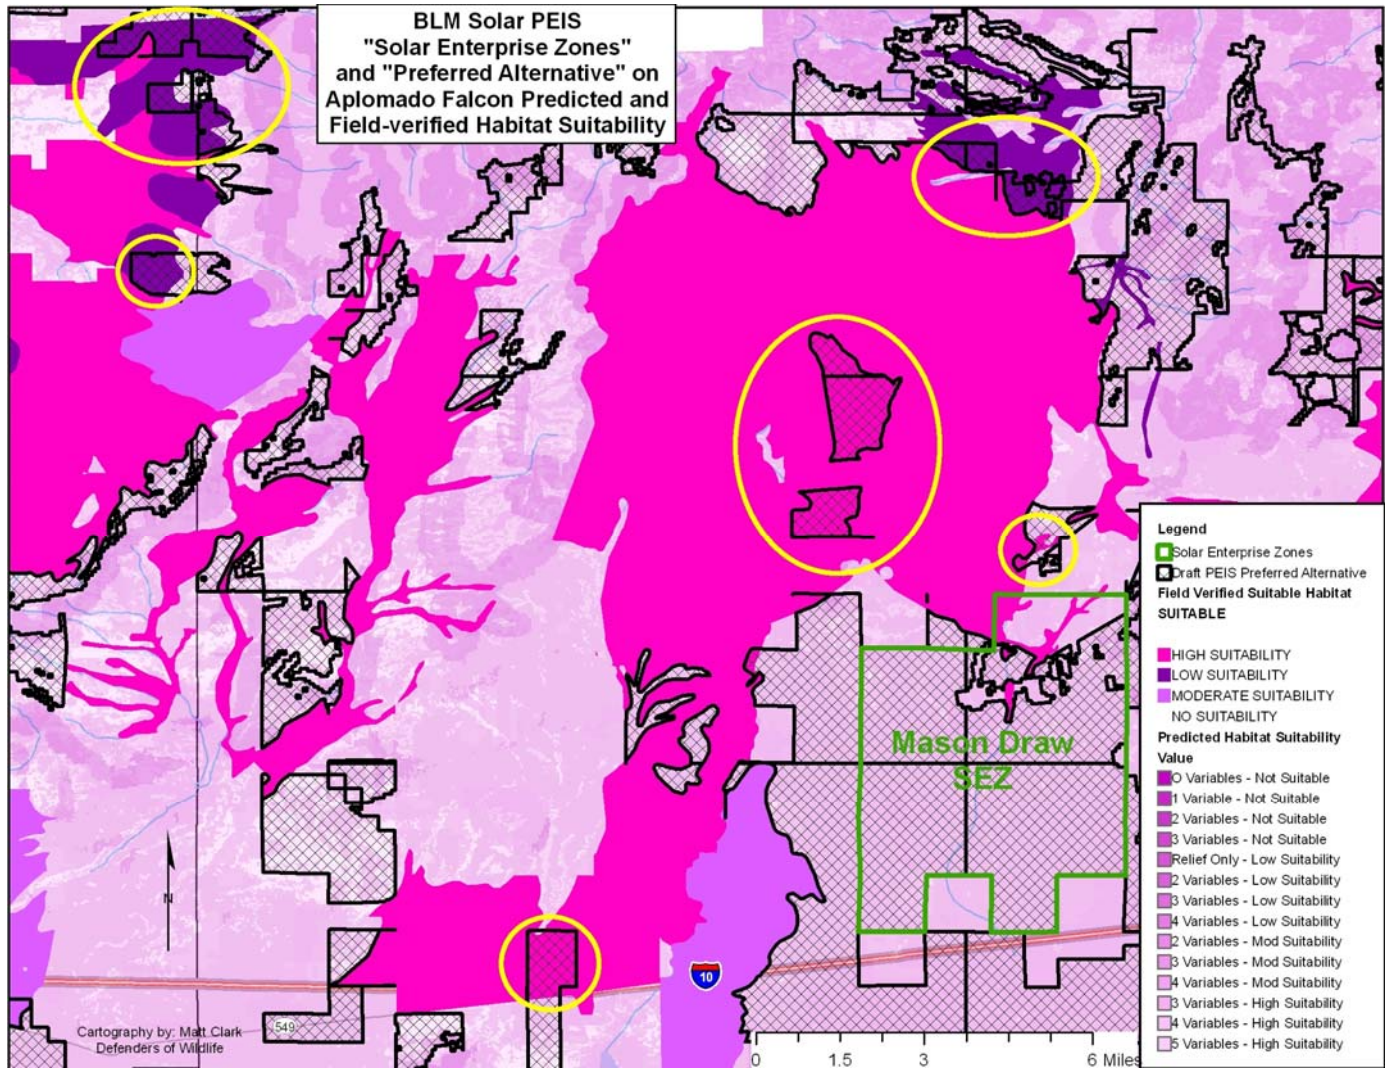 BLM Solar PEIS
"Solar Enterprise Zones"
and "Preferred Alternative" on
Aplomado Falcon Predicted and
Field-verified Habitat Suitability
Mason Draw
SEZ
N
10
549
Cartography by: Matt Clark
Defenders of Wildlife
0 1.5 3 6 Miles
Legend
Solar Enterprise Zones
Draft PEIS Preferred Alternative
Field Verified Suitable Habitat
SUITABLE
HIGH SUITABILITY
LOW SUITABILITY
MODERATE SUITABILITY
NO SUITABILITY
Predicted Habitat Suitability
Value
0 Variables - Not Suitable
1 Variable - Not Suitable
2 Variables - Not Suitable
3 Variables - Not Suitable
Relief Only - Low Suitability
2 Variables - Low Suitability
3 Variables - Low Suitability
4 Variables - Low Suitability
2 Variables - Mod Suitability
3 Variables - Mod Suitability
4 Variables - Mod Suitability
3 Variables - High Suitability
4 Variables - High Suitability
5 Variables - High Suitability